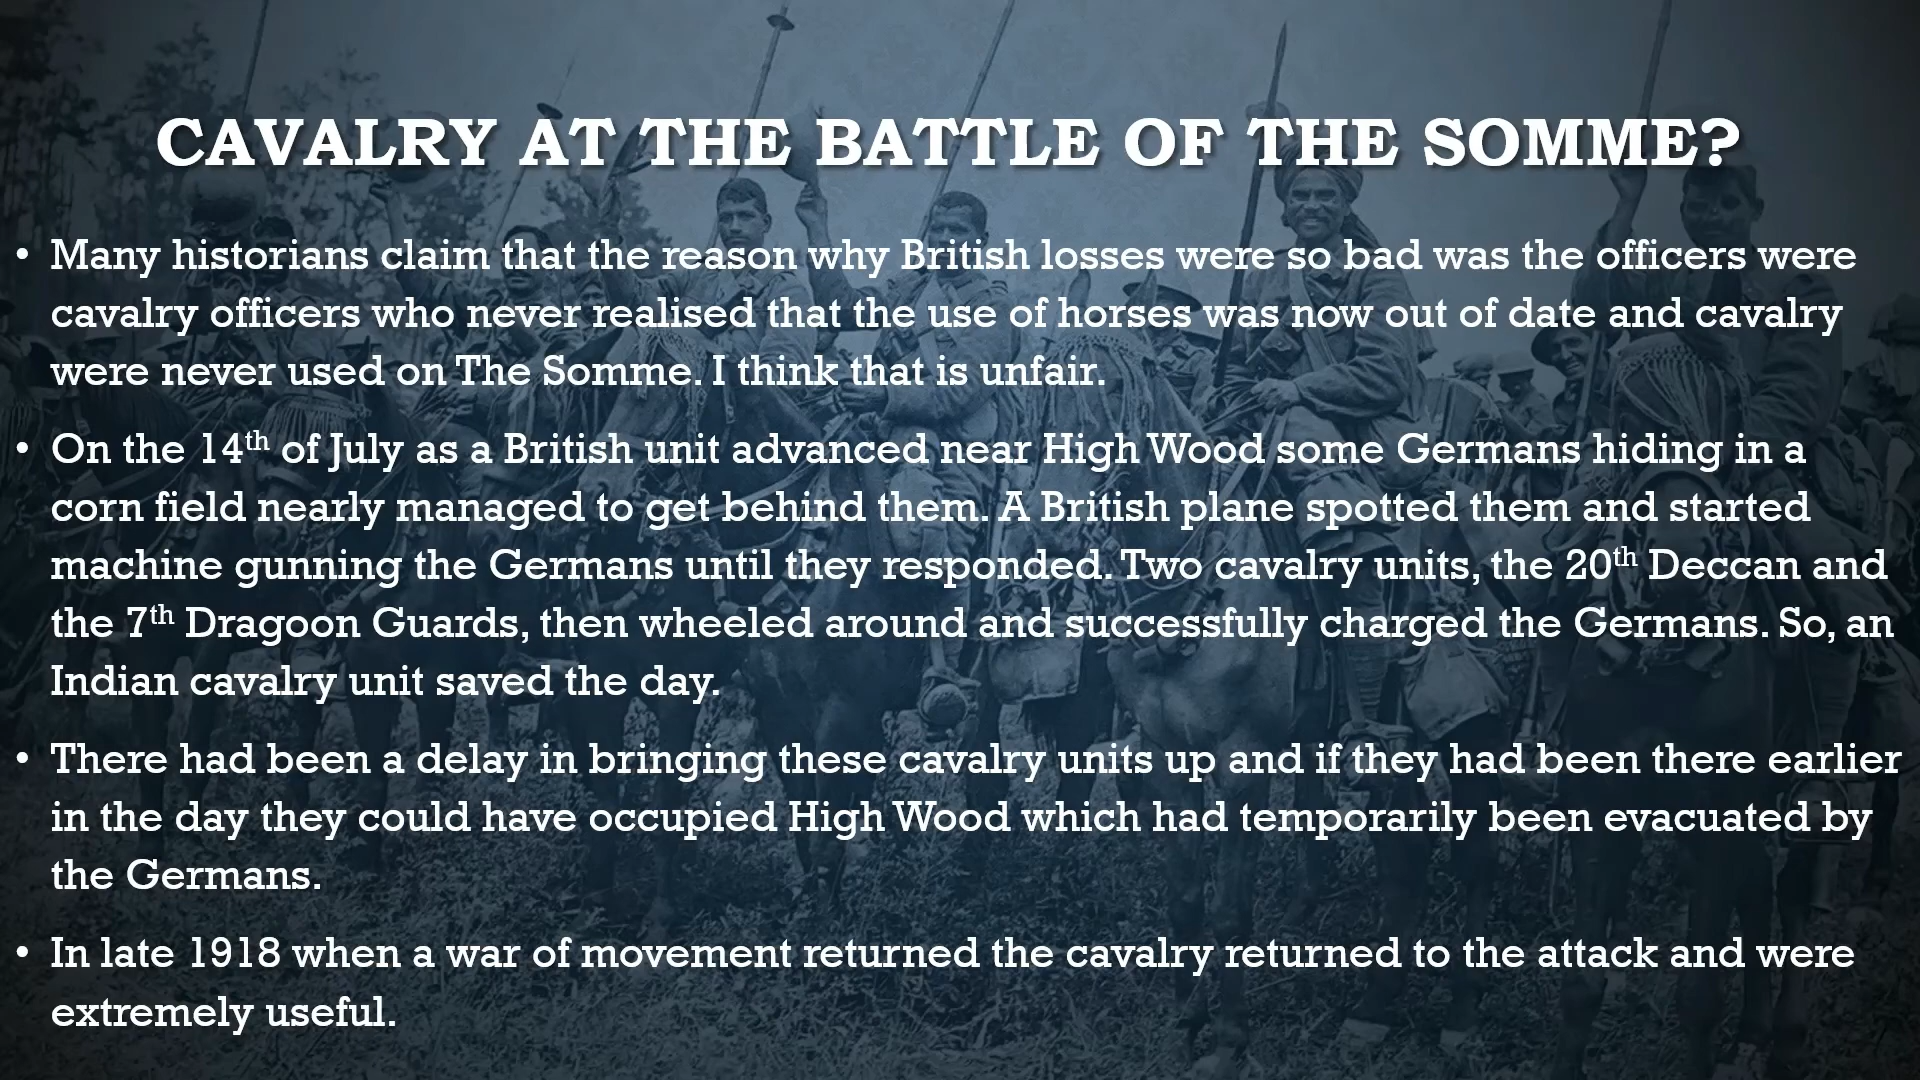 CAVALRY AT THE BATTLE OF THE SOMME?
• Many historians claim that the reason why British losses were so bad was the officers were
cavalry officers who never realised that the use of horses was now out of date and cavalry
were never used on The Somme. I think that is unfair.
• On the 14th of July as a British unit advanced near High Wood some Germans hiding in a
corn field nearly managed to get behind them. A British plane spotted them and started
machine gunning the Germans until they responded. Two cavalry units, the 20th Deccan and
the 7th Dragoon Guards, then wheeled around and successfully charged the Germans. So, an
Indian cavalry unit saved the day.
• There had been a delay in bringing these cavalry units up and if they had been there earlier
in the day they could have occupied High Wood which had temporarily been evacuated by
the Germans.
• In late 1918 when a war of movement returned the cavalry returned to the attack and were
extremely useful.